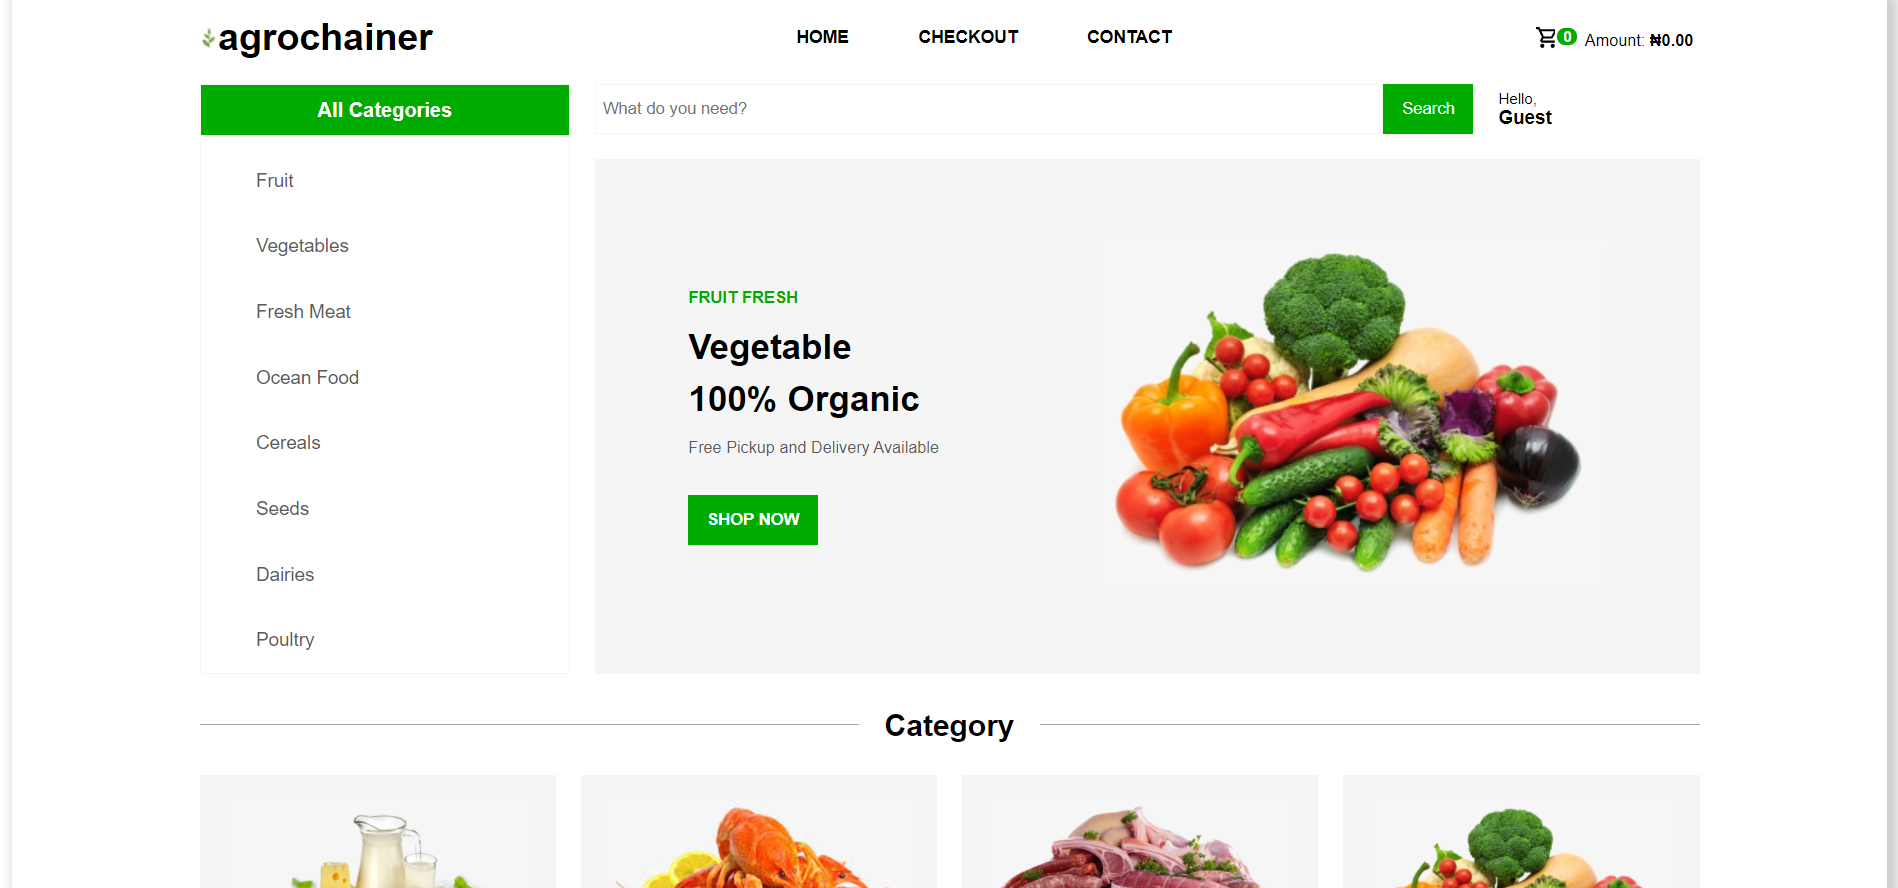 agrochainer
HOME CHECKOUT CONTACT
0 Amount: ₦0.00
All Categories
What do you need?
Search
Hello,
Guest
Fruit
Vegetables
Fresh Meat
Ocean Food
Cereals
Seeds
Dairies
Poultry
FRUIT FRESH
Vegetable
100% Organic
Free Pickup and Delivery Available
SHOP NOW
Category